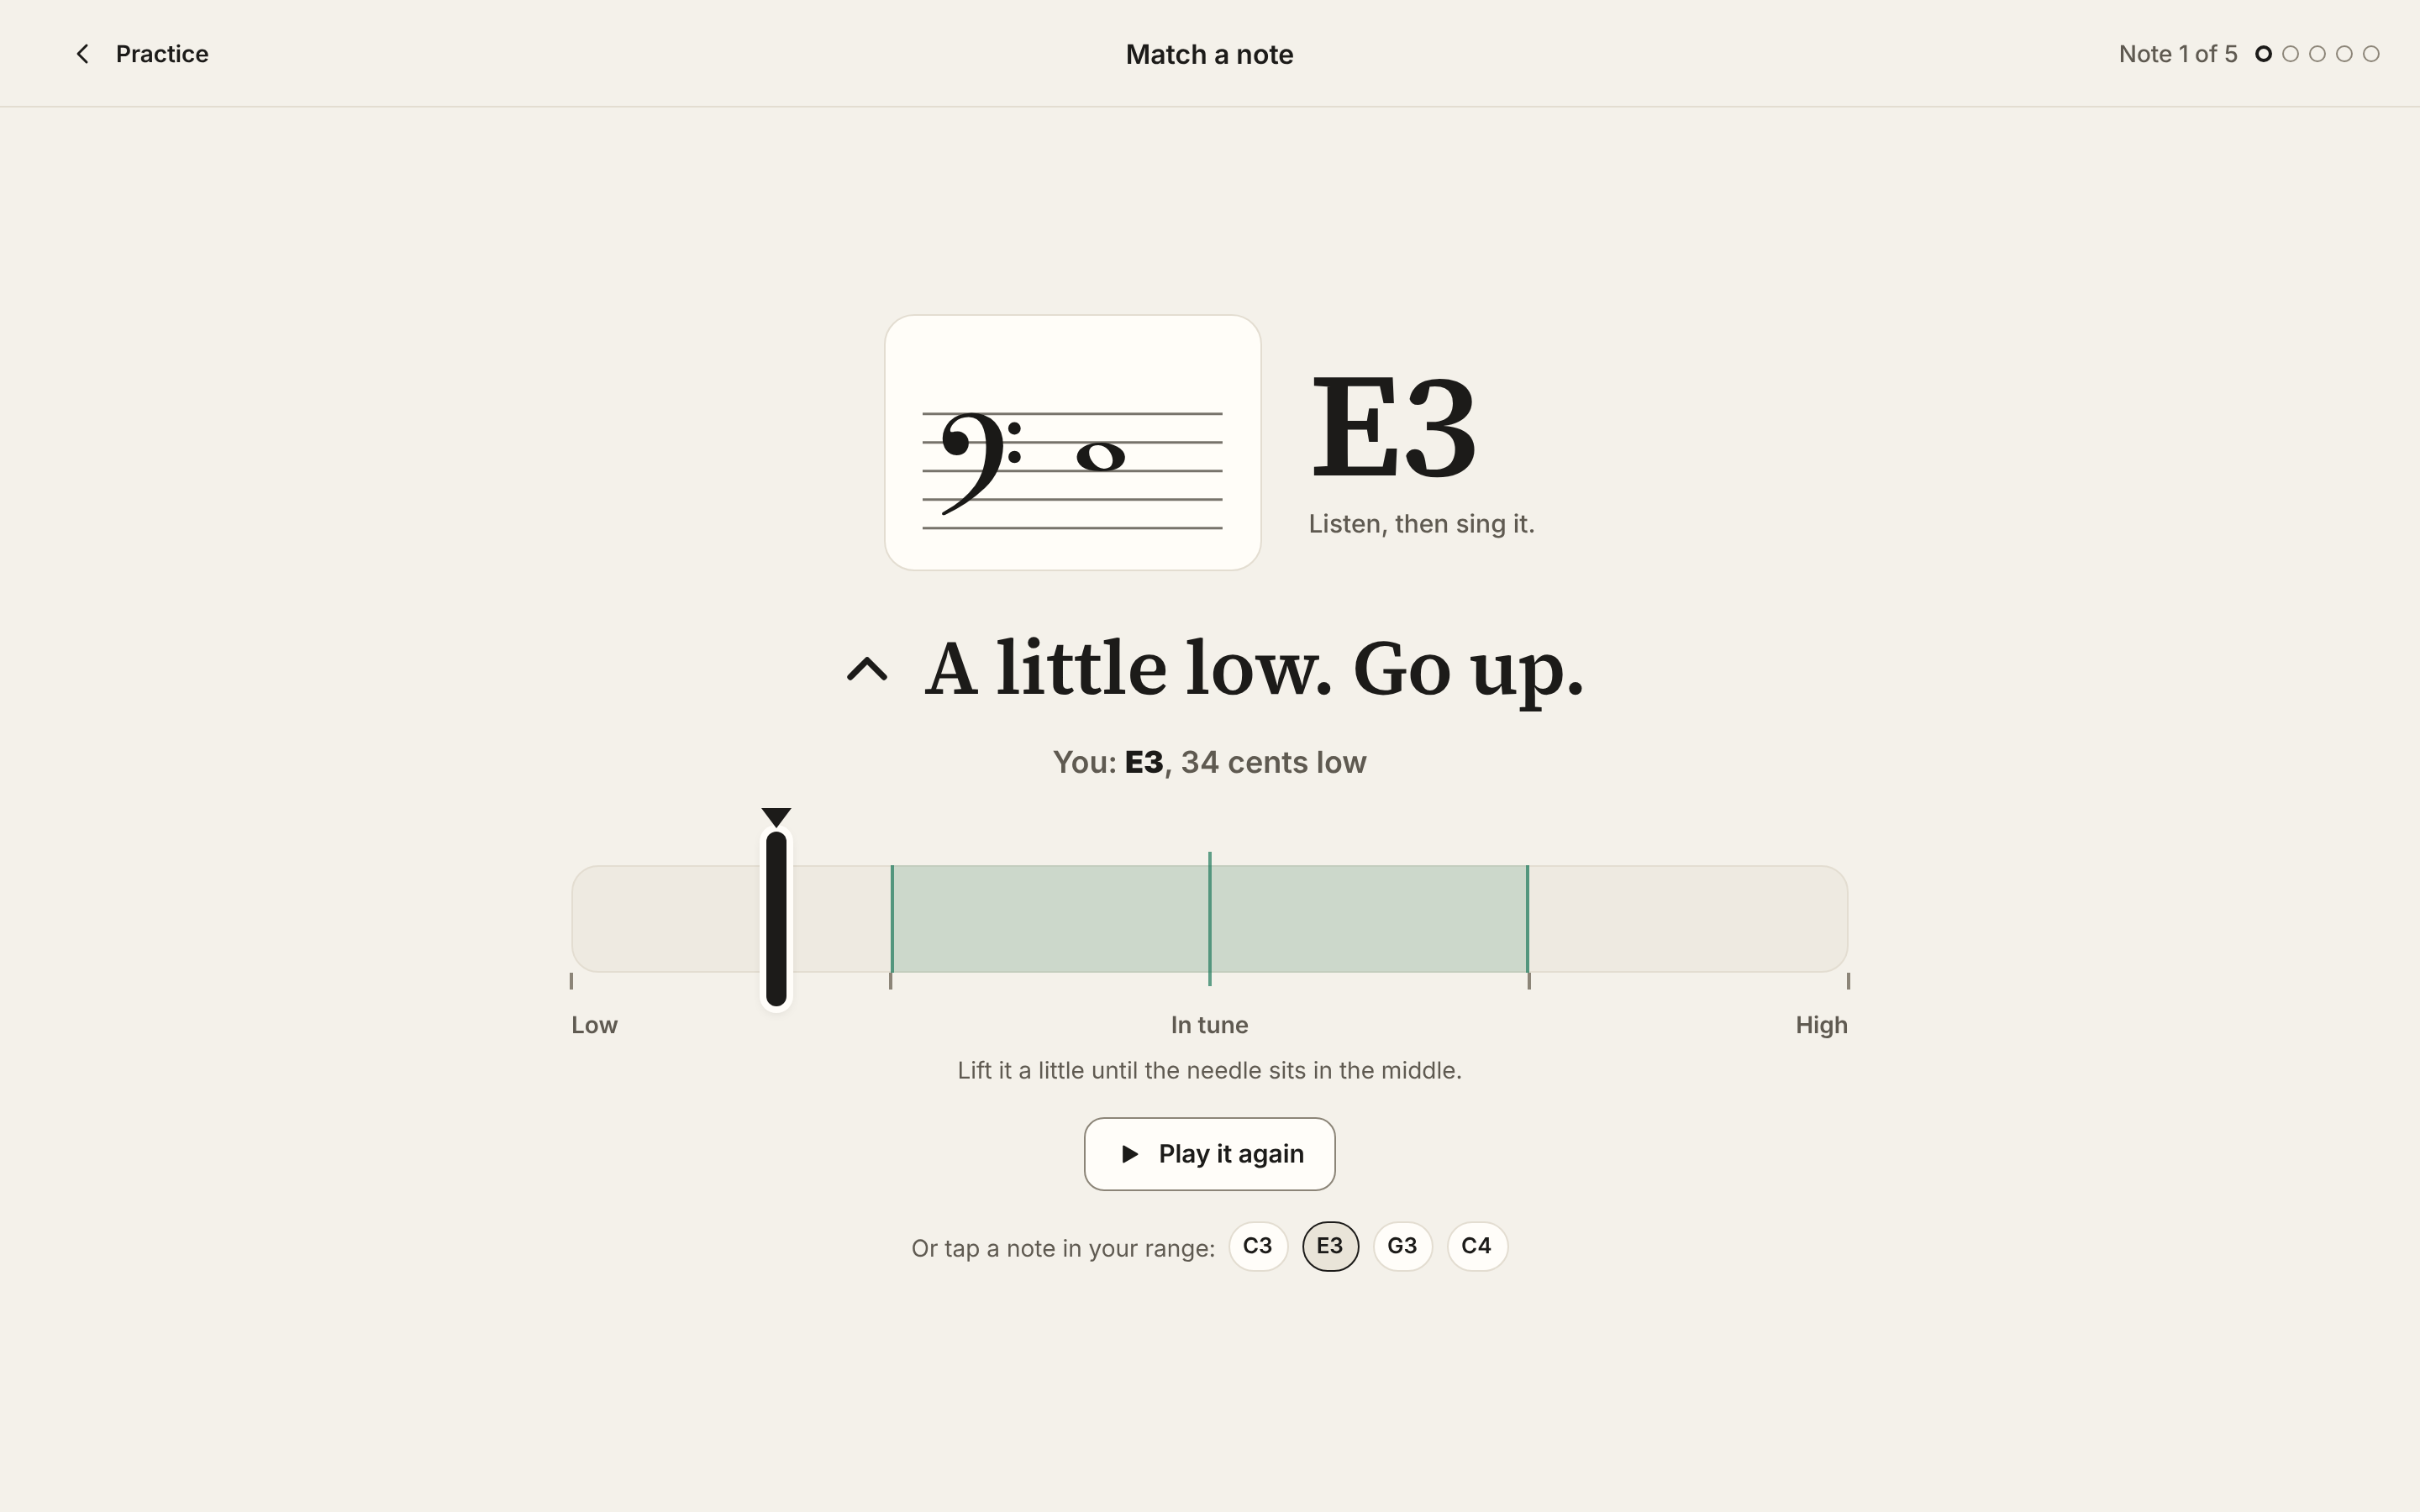 Practice
Match a note
Note 1 of 5
E3
Listen, then sing it.
A little low. Go up.
You: E3, 34 cents low
Low
In tune
High
Lift it a little until the needle sits in the middle.
Play it again
Or tap a note in your range: C3 E3 G3 C4